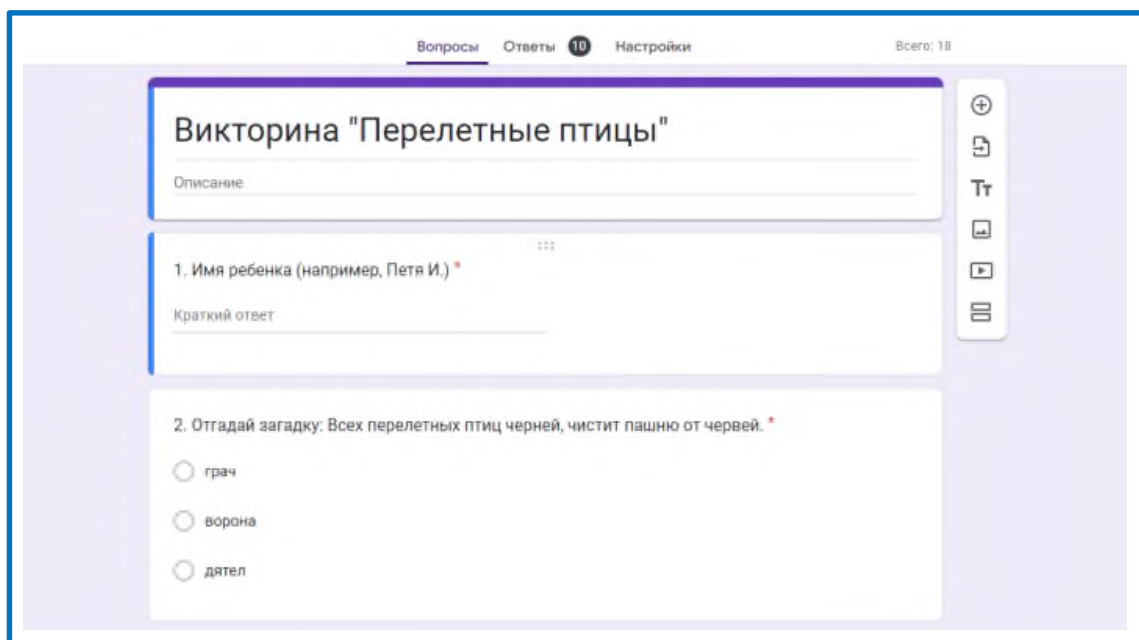 Вопросы Ответы 10 Настройки Всего: 18
Викторина "Перелетные птицы"
Описание
1. Имя ребенка (например, Петя И.) *
Краткий ответ
2. Отгадай загадку: Всех перелетных птиц черней, чистит пашню от червей. *
грач
ворона
дятел